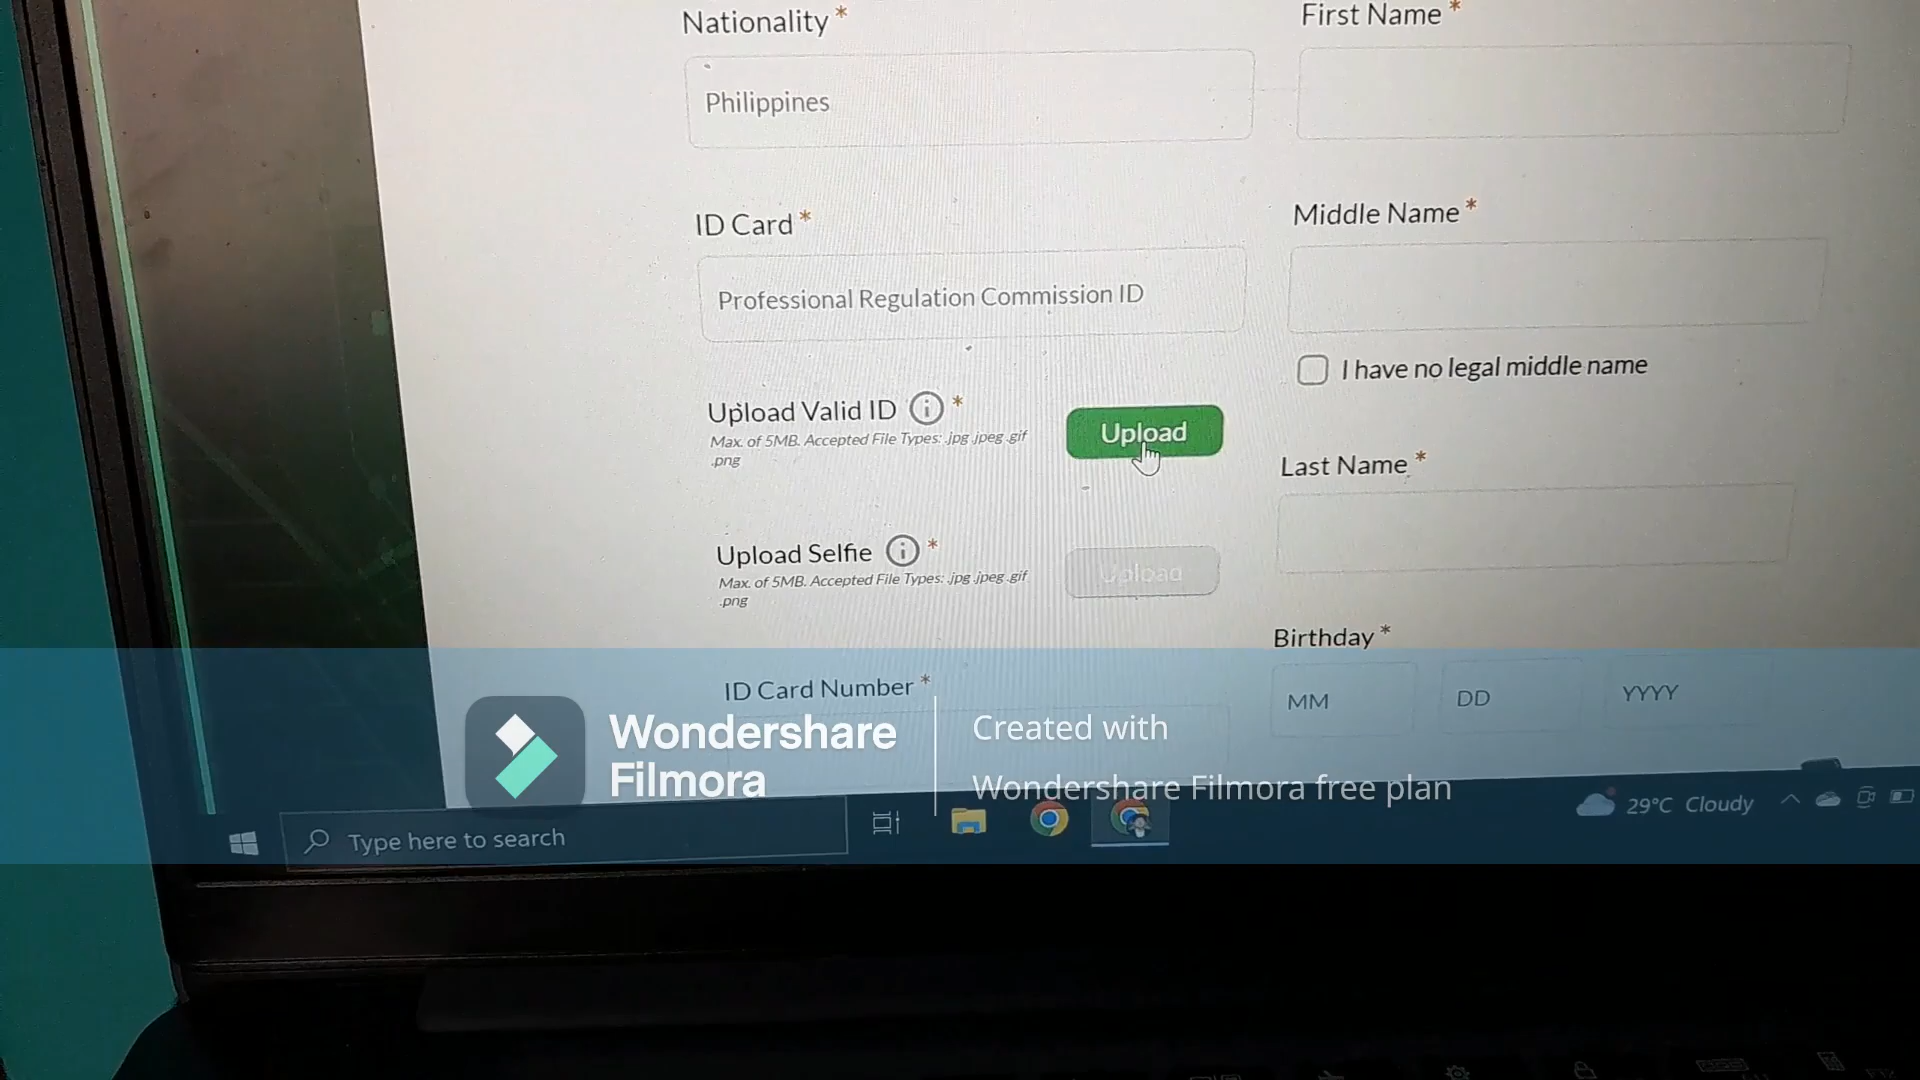 Nationality *
Philippines
ID Card *
Professional Regulation Commission ID
Upload Valid ID i *
Max. of 5MB. Accepted File Types: .jpg .jpeg .gif
.png
Upload
Upload Selfie i *
Max. of 5MB. Accepted File Types: .jpg .jpeg .gif
.png
Upload
ID Card Number *
First Name *
Middle Name *
I have no legal middle name
Last Name *
Birthday *
MM DD YYYY
Wondershare
Filmora
Created with
Wondershare Filmora free plan
Type here to search
29°C Cloudy